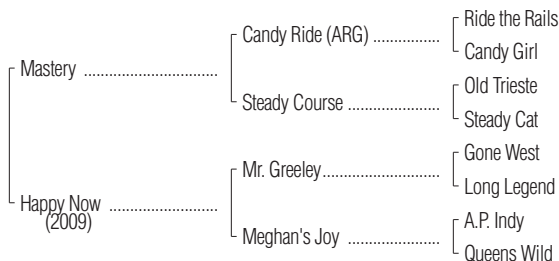 Ride the Rails
Candy Ride (ARG) ..................
Candy Girl
Mastery ....................................
Old Trieste
Steady Course ........................
Steady Cat
Gone West
Mr. Greeley................................
Long Legend
Happy Now .............................
(2009)
A.P. Indy
Meghan's Joy ........................
Queens Wild